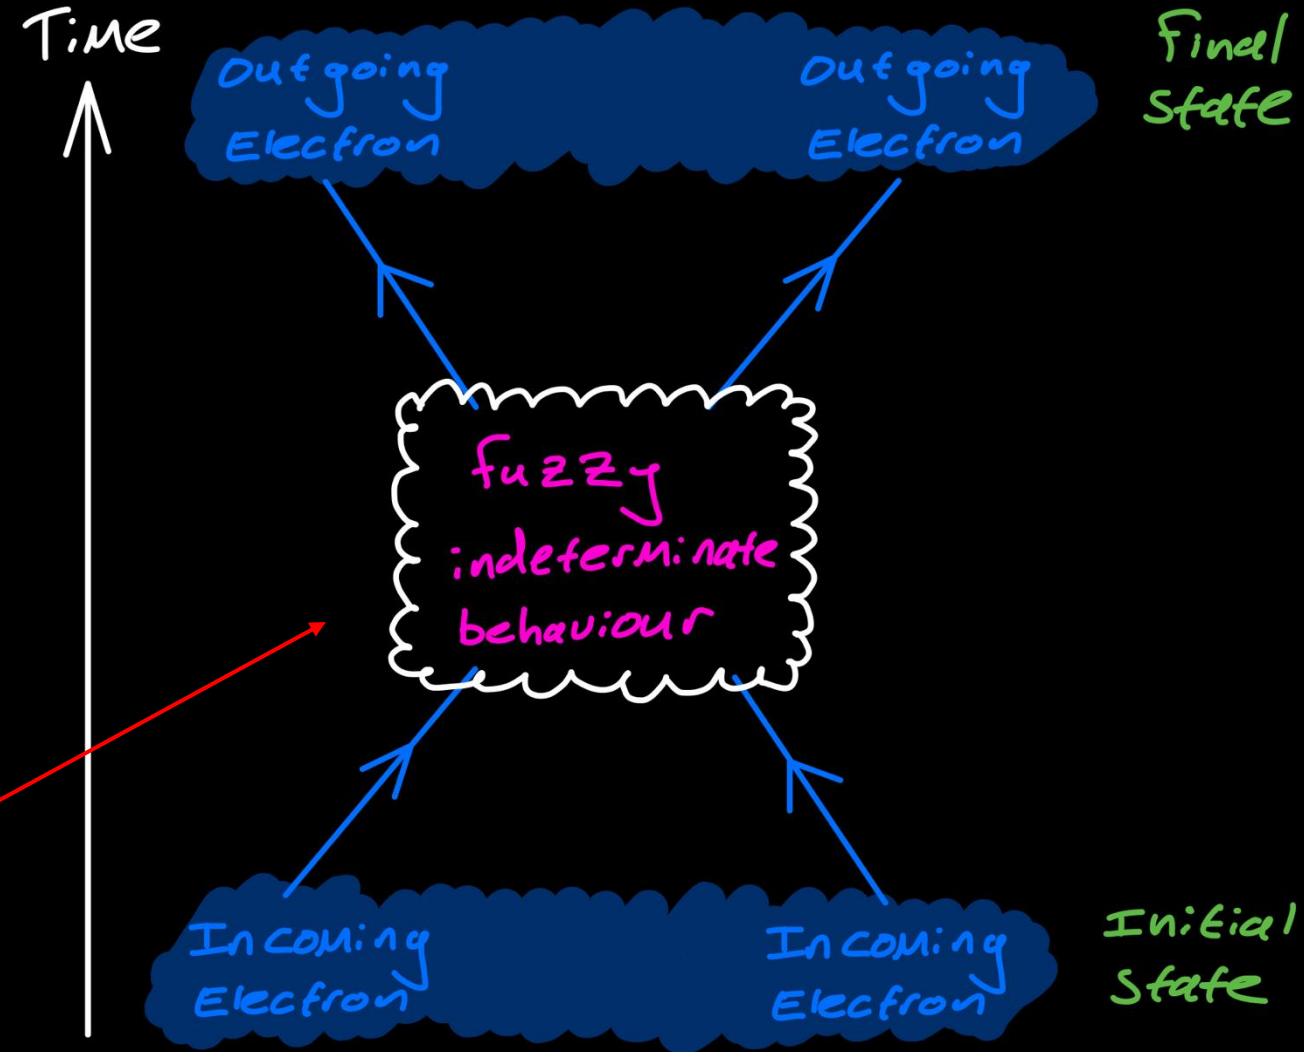 Time
Final
state
Outgoing
Electron
Outgoing
Electron
fuzzy
indeterminate
behaviour
Incoming
Electron
Incoming
Electron
Initial
state